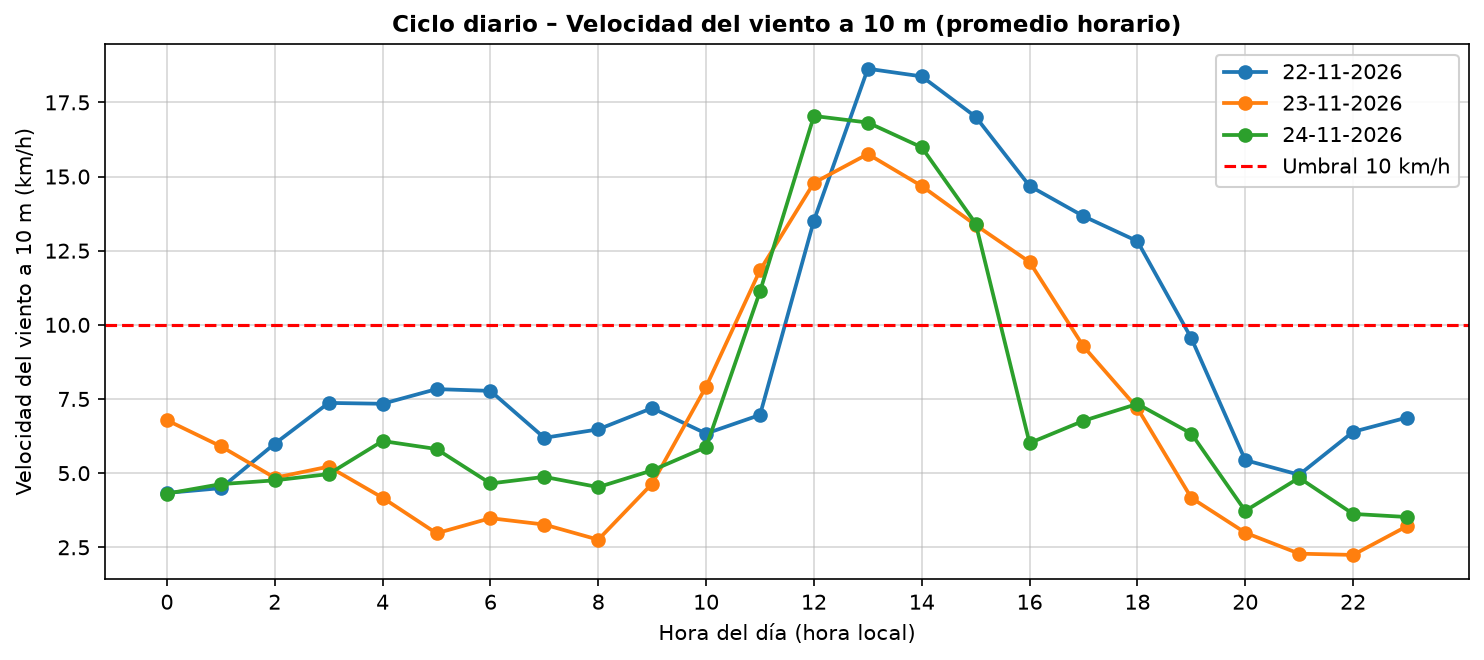 Ciclo diario – Velocidad del viento a 10 m (promedio horario)
Velocidad del viento a 10 m (km/h)
17.5
15.0
12.5
10.0
7.5
5.0
2.5
22-11-2026
23-11-2026
24-11-2026
Umbral 10 km/h
0 2 4 6 8 10 12 14 16 18 20 22
Hora del día (hora local)